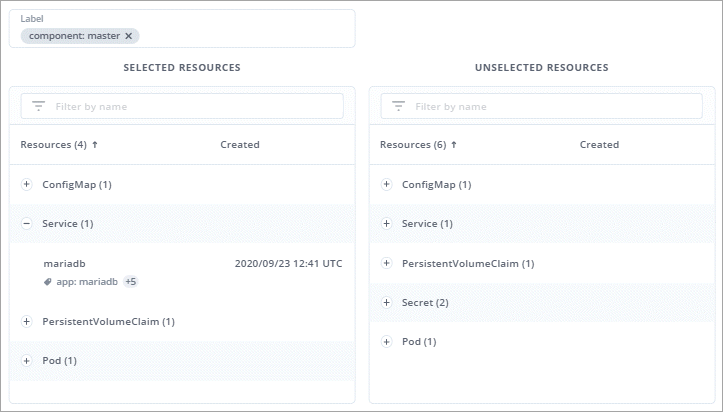 Label
component: master ×
SELECTED RESOURCES
Filter by name
Resources (4) ↑ Created
ConfigMap (1)
Service (1)
mariadb 2020/09/23 12:41 UTC
app: mariadb +5
PersistentVolumeClaim (1)
Pod (1)
UNSELECTED RESOURCES
Filter by name
Resources (6) ↑ Created
ConfigMap (1)
Service (1)
PersistentVolumeClaim (1)
Secret (2)
Pod (1)